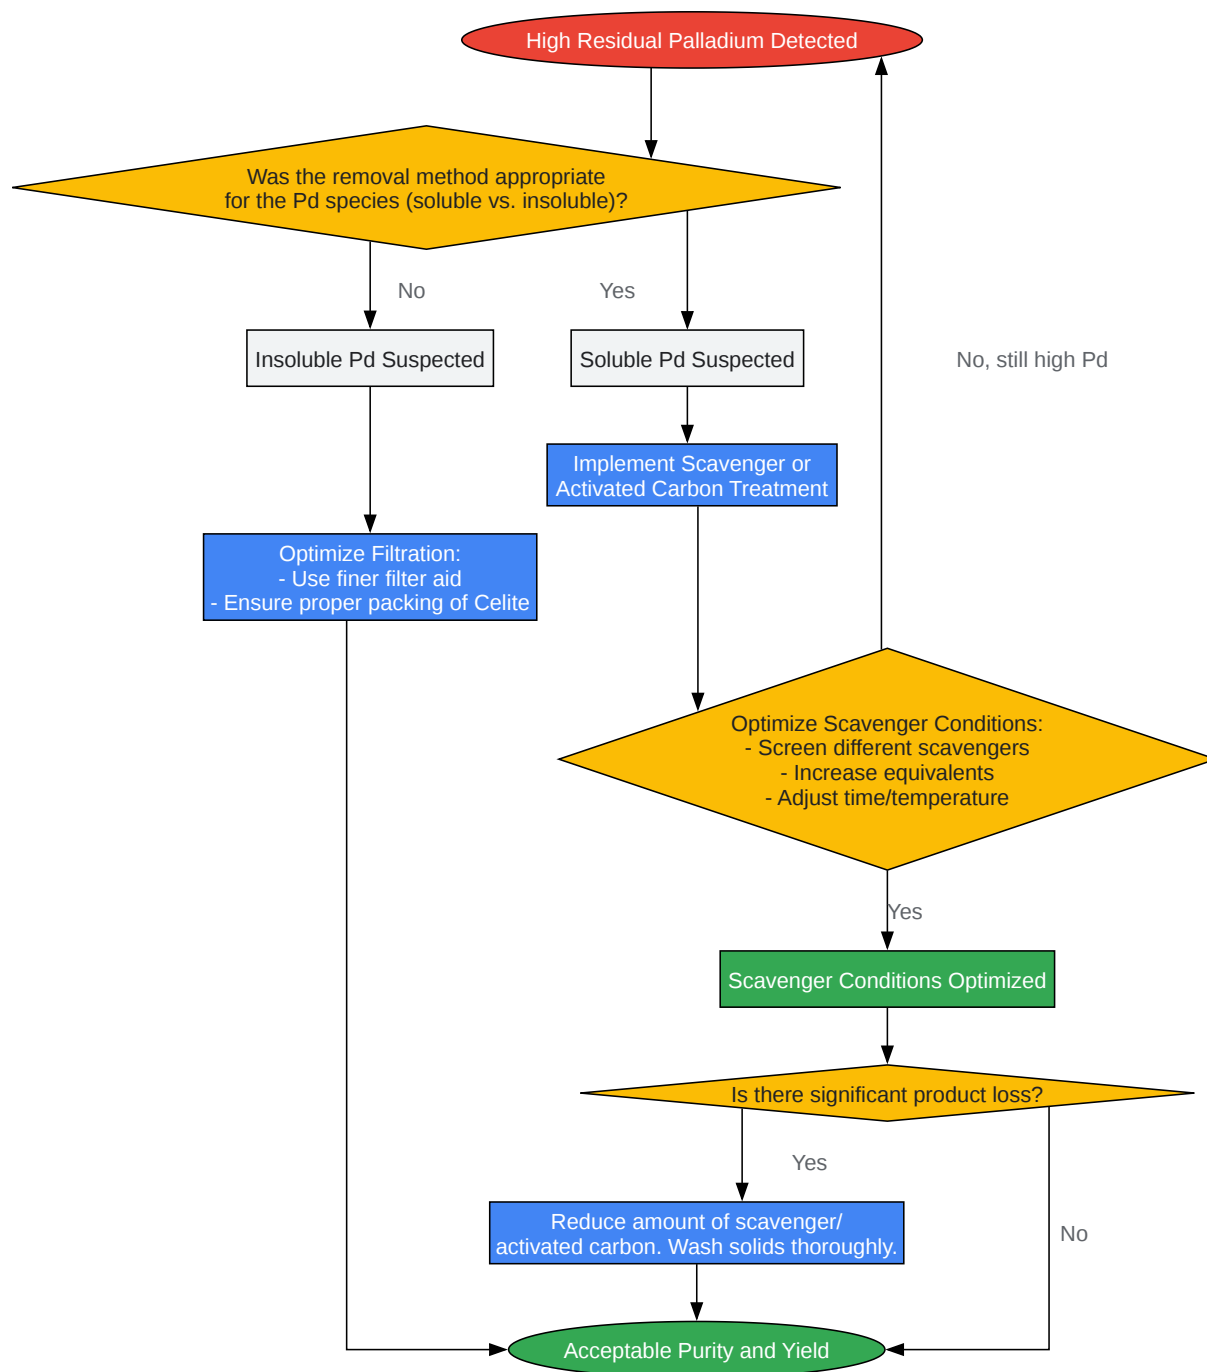 High Residual Palladium Detected
Was the removal method appropriate
for the Pd species (soluble vs. insoluble)?
No
Yes
Insoluble Pd Suspected
Soluble Pd Suspected
No, still high Pd
Implement Scavenger or
Activated Carbon Treatment
Optimize Filtration:
- Use finer filter aid
- Ensure proper packing of Celite
Optimize Scavenger Conditions:
- Screen different scavengers
- Increase equivalents
- Adjust time/temperature
Yes
Scavenger Conditions Optimized
Is there significant product loss?
Yes
Reduce amount of scavenger/
activated carbon. Wash solids thoroughly.
No
Acceptable Purity and Yield